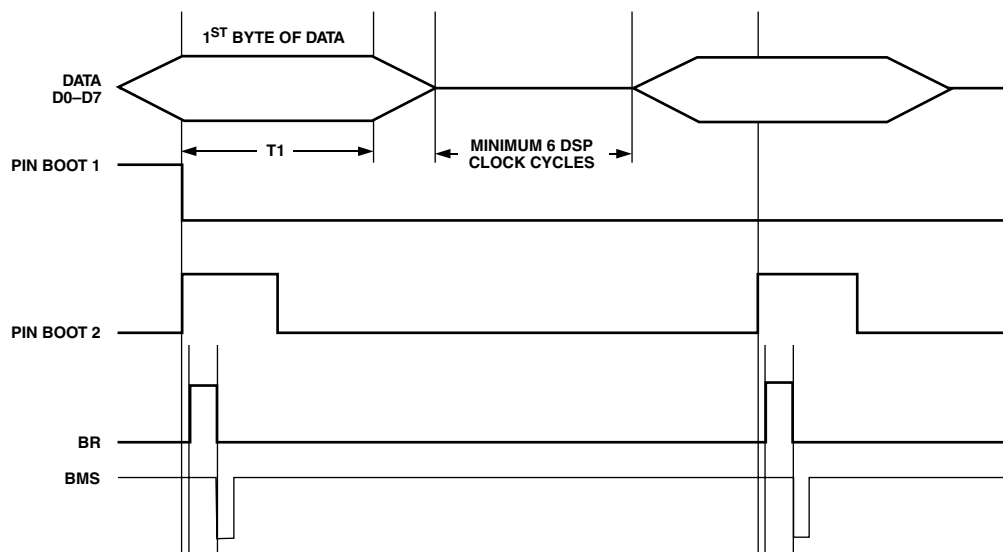 1ST BYTE OF DATA
DATA
D0–D7
T1
MINIMUM 6 DSP
CLOCK CYCLES
PIN BOOT 1
PIN BOOT 2
BR
BMS